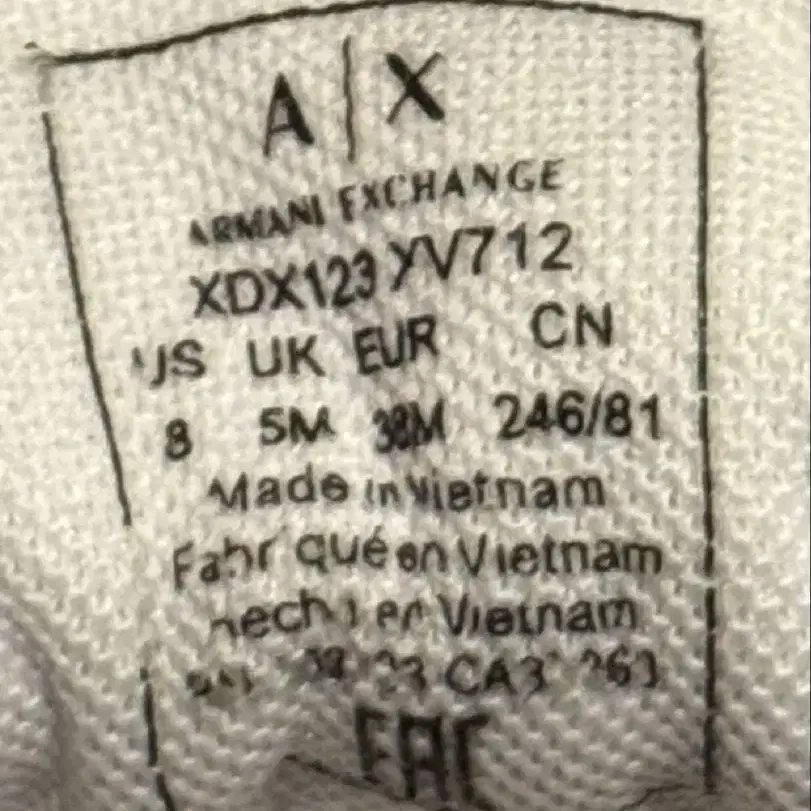 A|X
ARMANI EXCHANGE
XDX123 XV712
US UK EUR CN
8 5M 38M 246/81
Made in Vietnam
Fabriqué en Vietnam
hecho en Vietnam
EAC